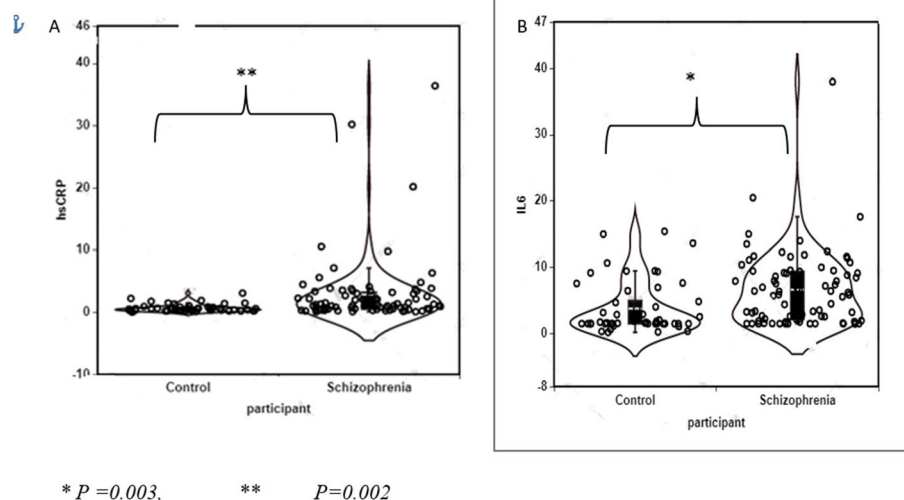 A
**
hsCRP
46
40
30
20
10
0
-10
Control Schizophrenia
participant
B
*
IL6
47
40
30
20
10
0
-8
Control Schizophrenia
participant
* P =0.003, ** P=0.002